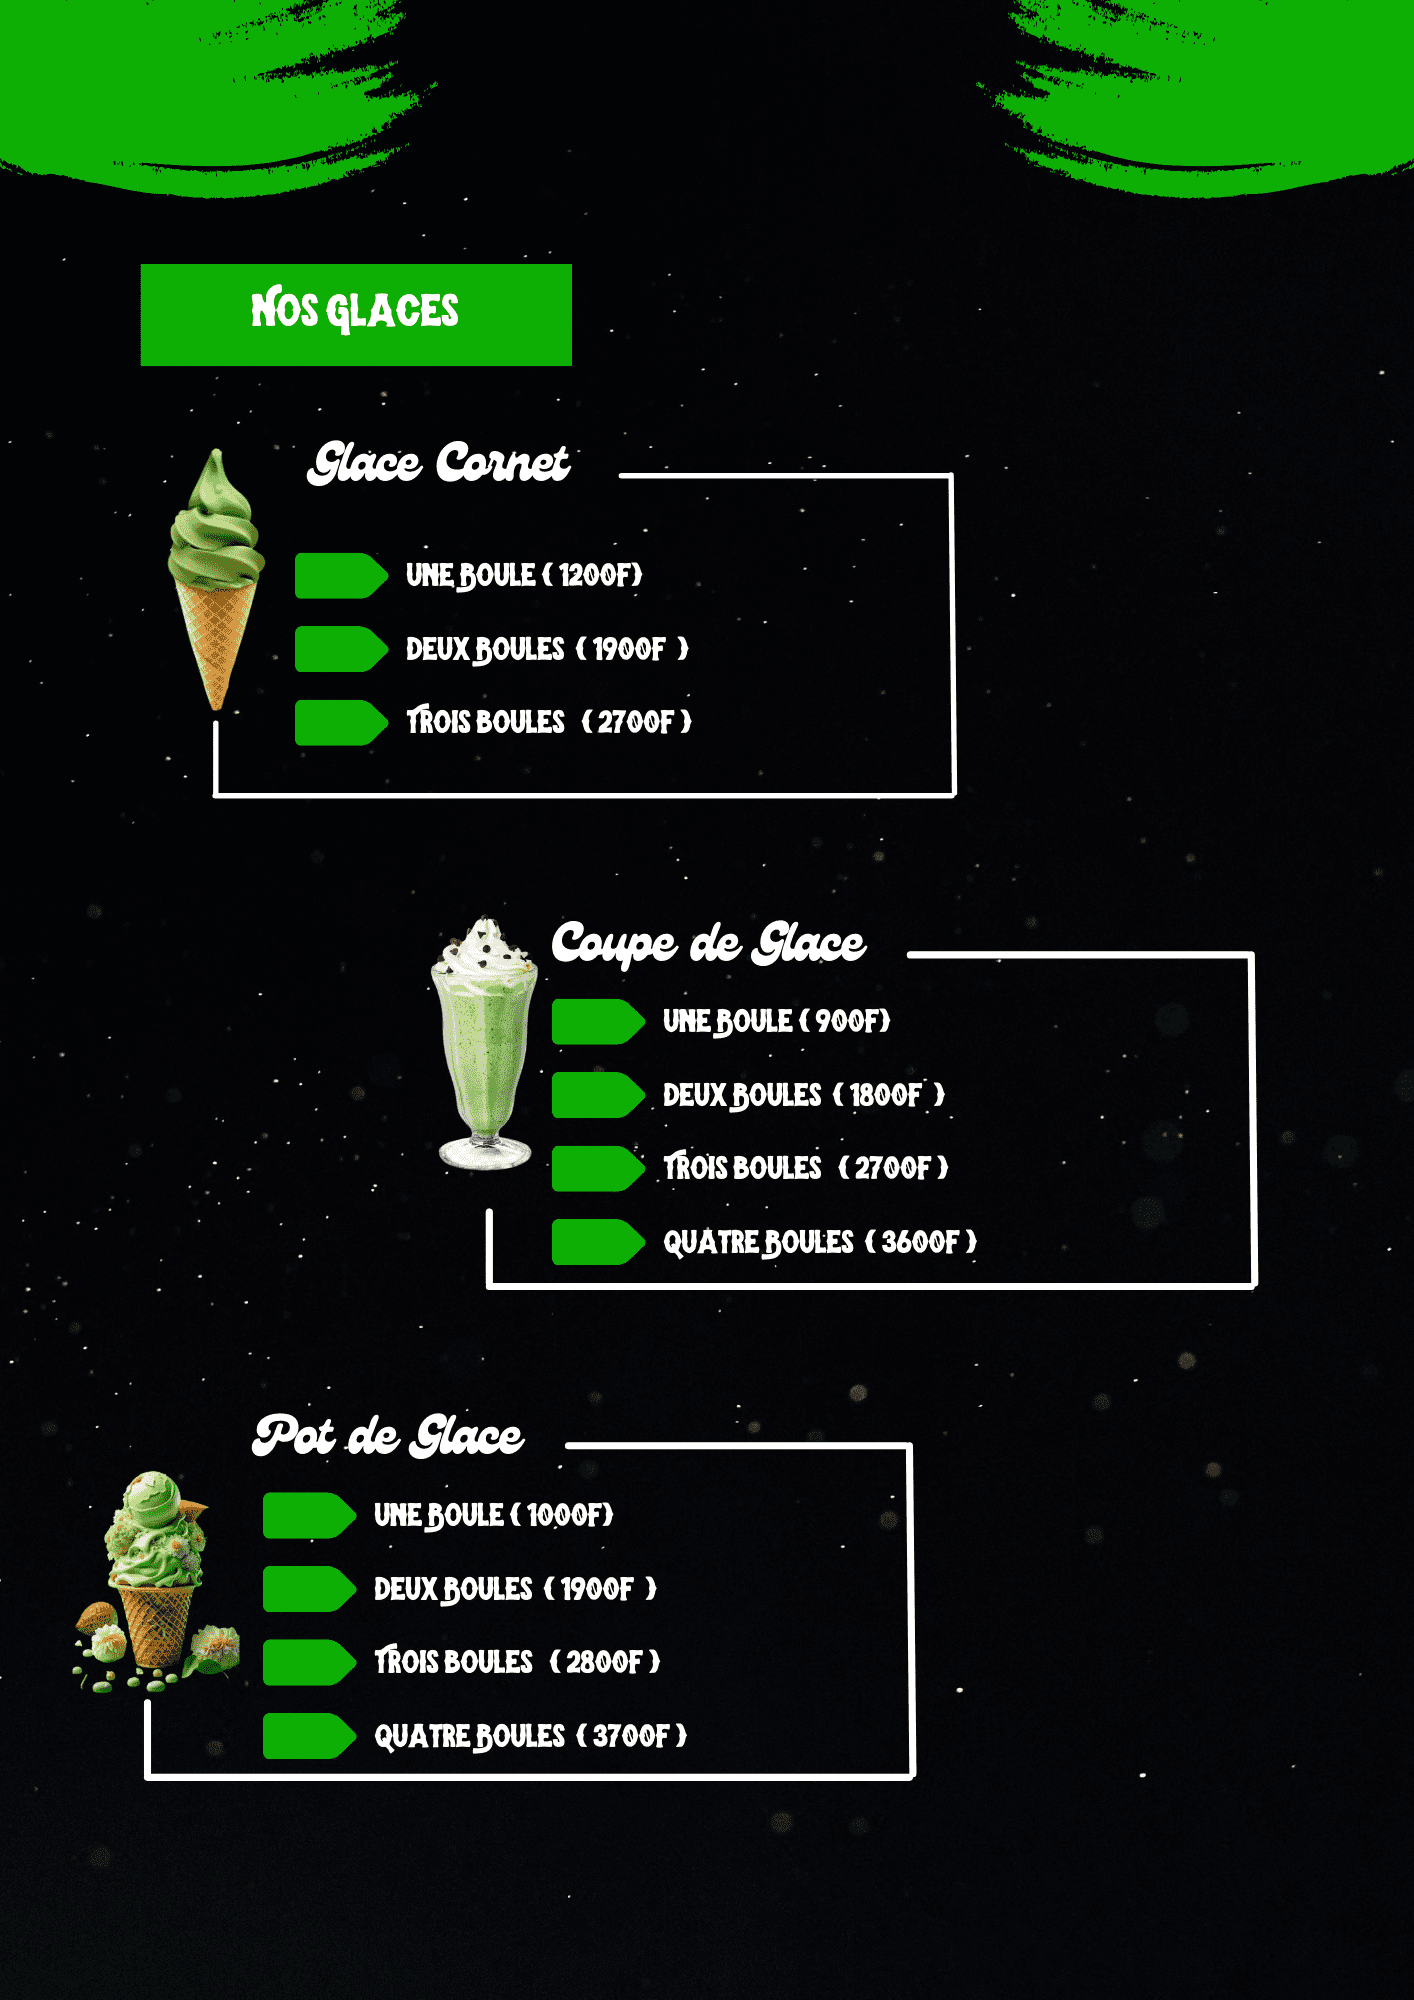 NOS GLACES
Glace Cornet
UNE BOULE ( 1200F)
DEUX BOULES ( 1900F )
TROIS BOULES ( 2700F )
Coupe de Glace
UNE BOULE ( 900F)
DEUX BOULES ( 1800F )
TROIS BOULES ( 2700F )
QUATRE BOULES ( 3600F )
Pot de Glace
UNE BOULE ( 1000F)
DEUX BOULES ( 1900F )
TROIS BOULES ( 2800F )
QUATRE BOULES ( 3700F )